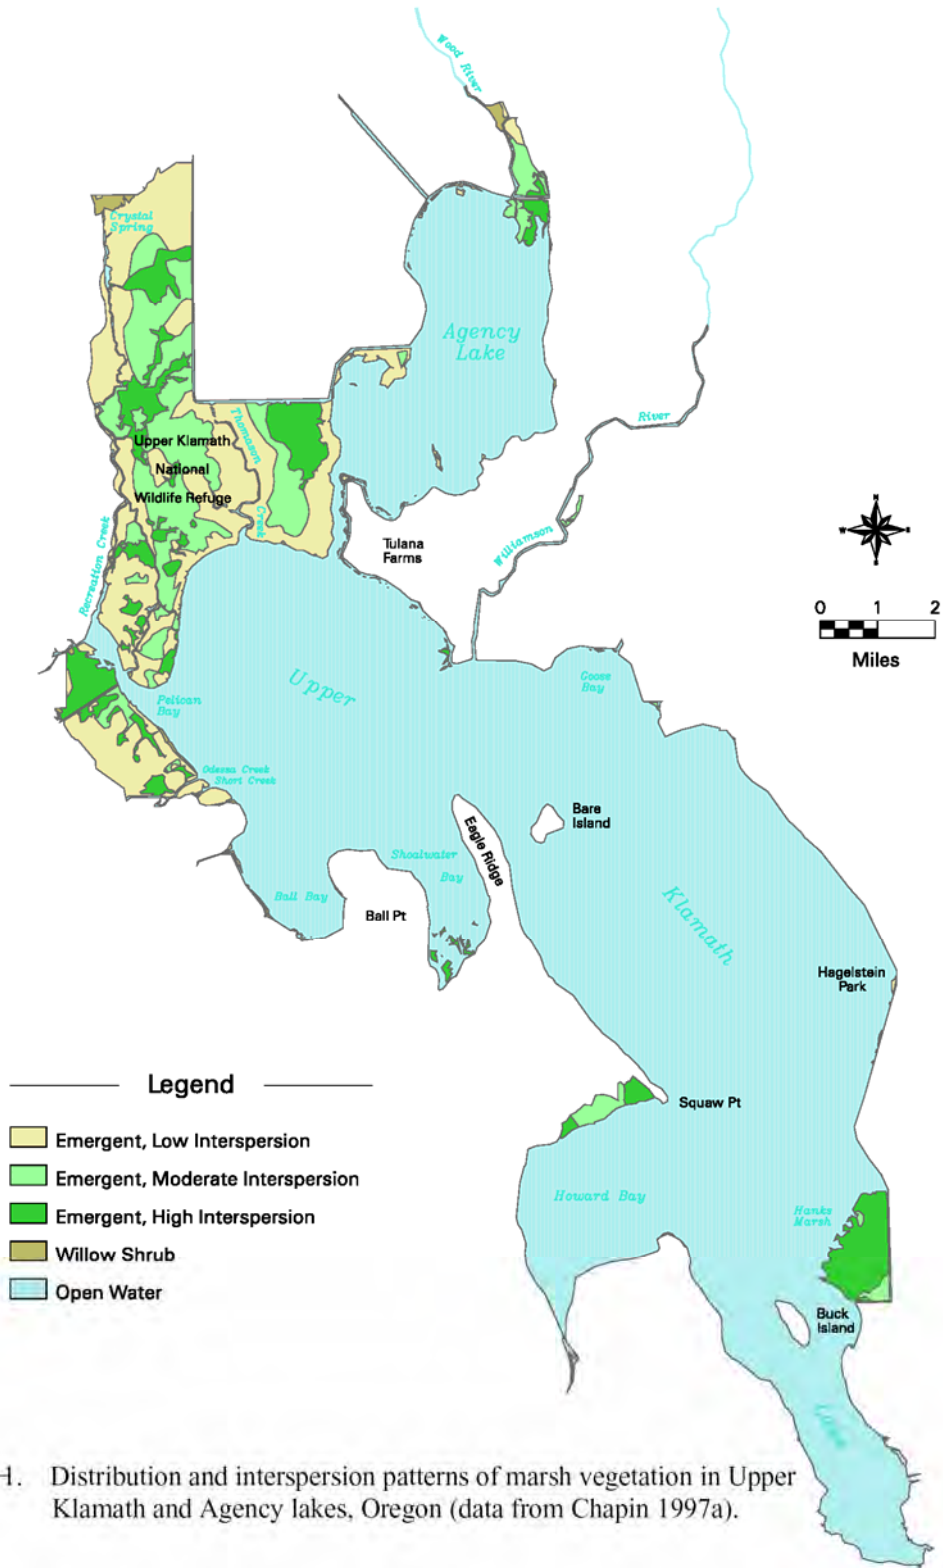 Wood River
Crystal
Spring
Agency
Lake
River
Thomason
Creek
Upper Klamath
National
Wildlife Refuge
Williamson
Tulana
Farms
Recreation Creek
N
W
E
S
0 1 2
Miles
Upper
Goose
Bay
Pelican
Bay
Odessa Creek
Short Creek
Bare
Island
Eagle Ridge
Shoalwater
Bay
Ball Bay
Ball Pt
Klamath
Hagelstein
Park
Squaw Pt
Howard Bay
Hanks
Marsh
Buck
Island
Lake
Legend
Emergent, Low Interspersion
Emergent, Moderate Interspersion
Emergent, High Interspersion
Willow Shrub
Open Water
1. Distribution and interspersion patterns of marsh vegetation in Upper
Klamath and Agency lakes, Oregon (data from Chapin 1997a).